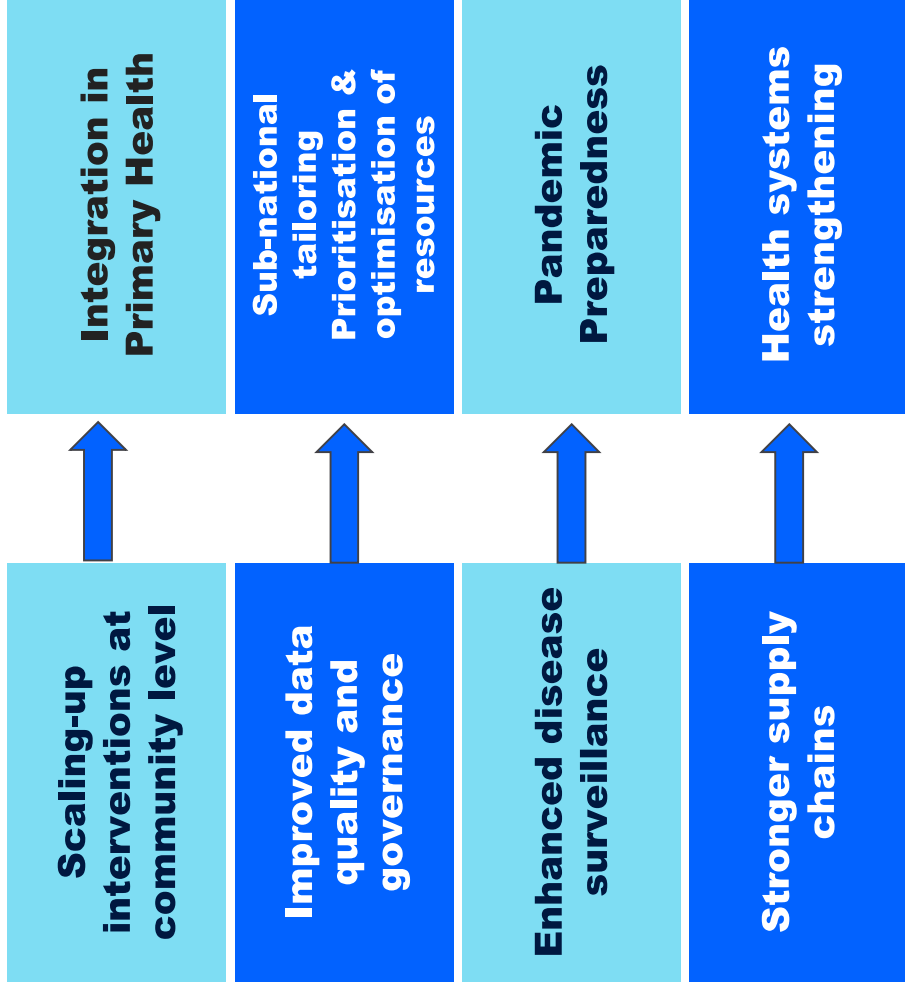 Scaling-up
interventions at
community level
Integration in
Primary Health
Improved data
quality and
governance
Sub-national
tailoring
Prioritisation &
optimisation of
resources
Enhanced disease
surveillance
Pandemic
Preparedness
Stronger supply
chains
Health systems
strengthening